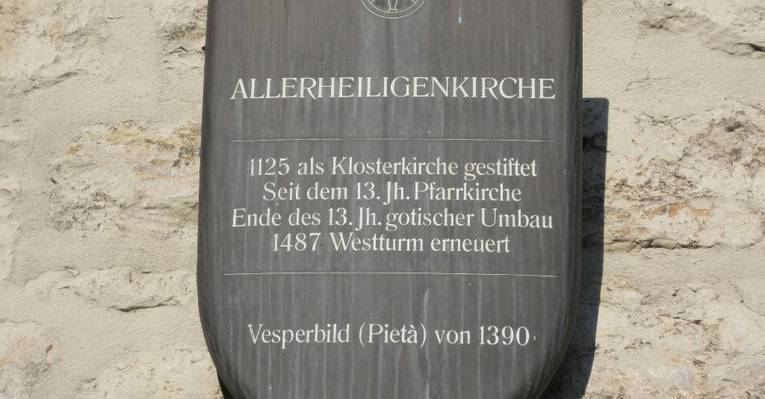 ALLERHEILIGENKIRCHE
1125 als Klosterkirche gestiftet
Seit dem 13. Jh. Pfarrkirche
Ende des 13. Jh. gotischer Umbau
1487 Westturm erneuert
Vesperbild (Pietà) von 1390